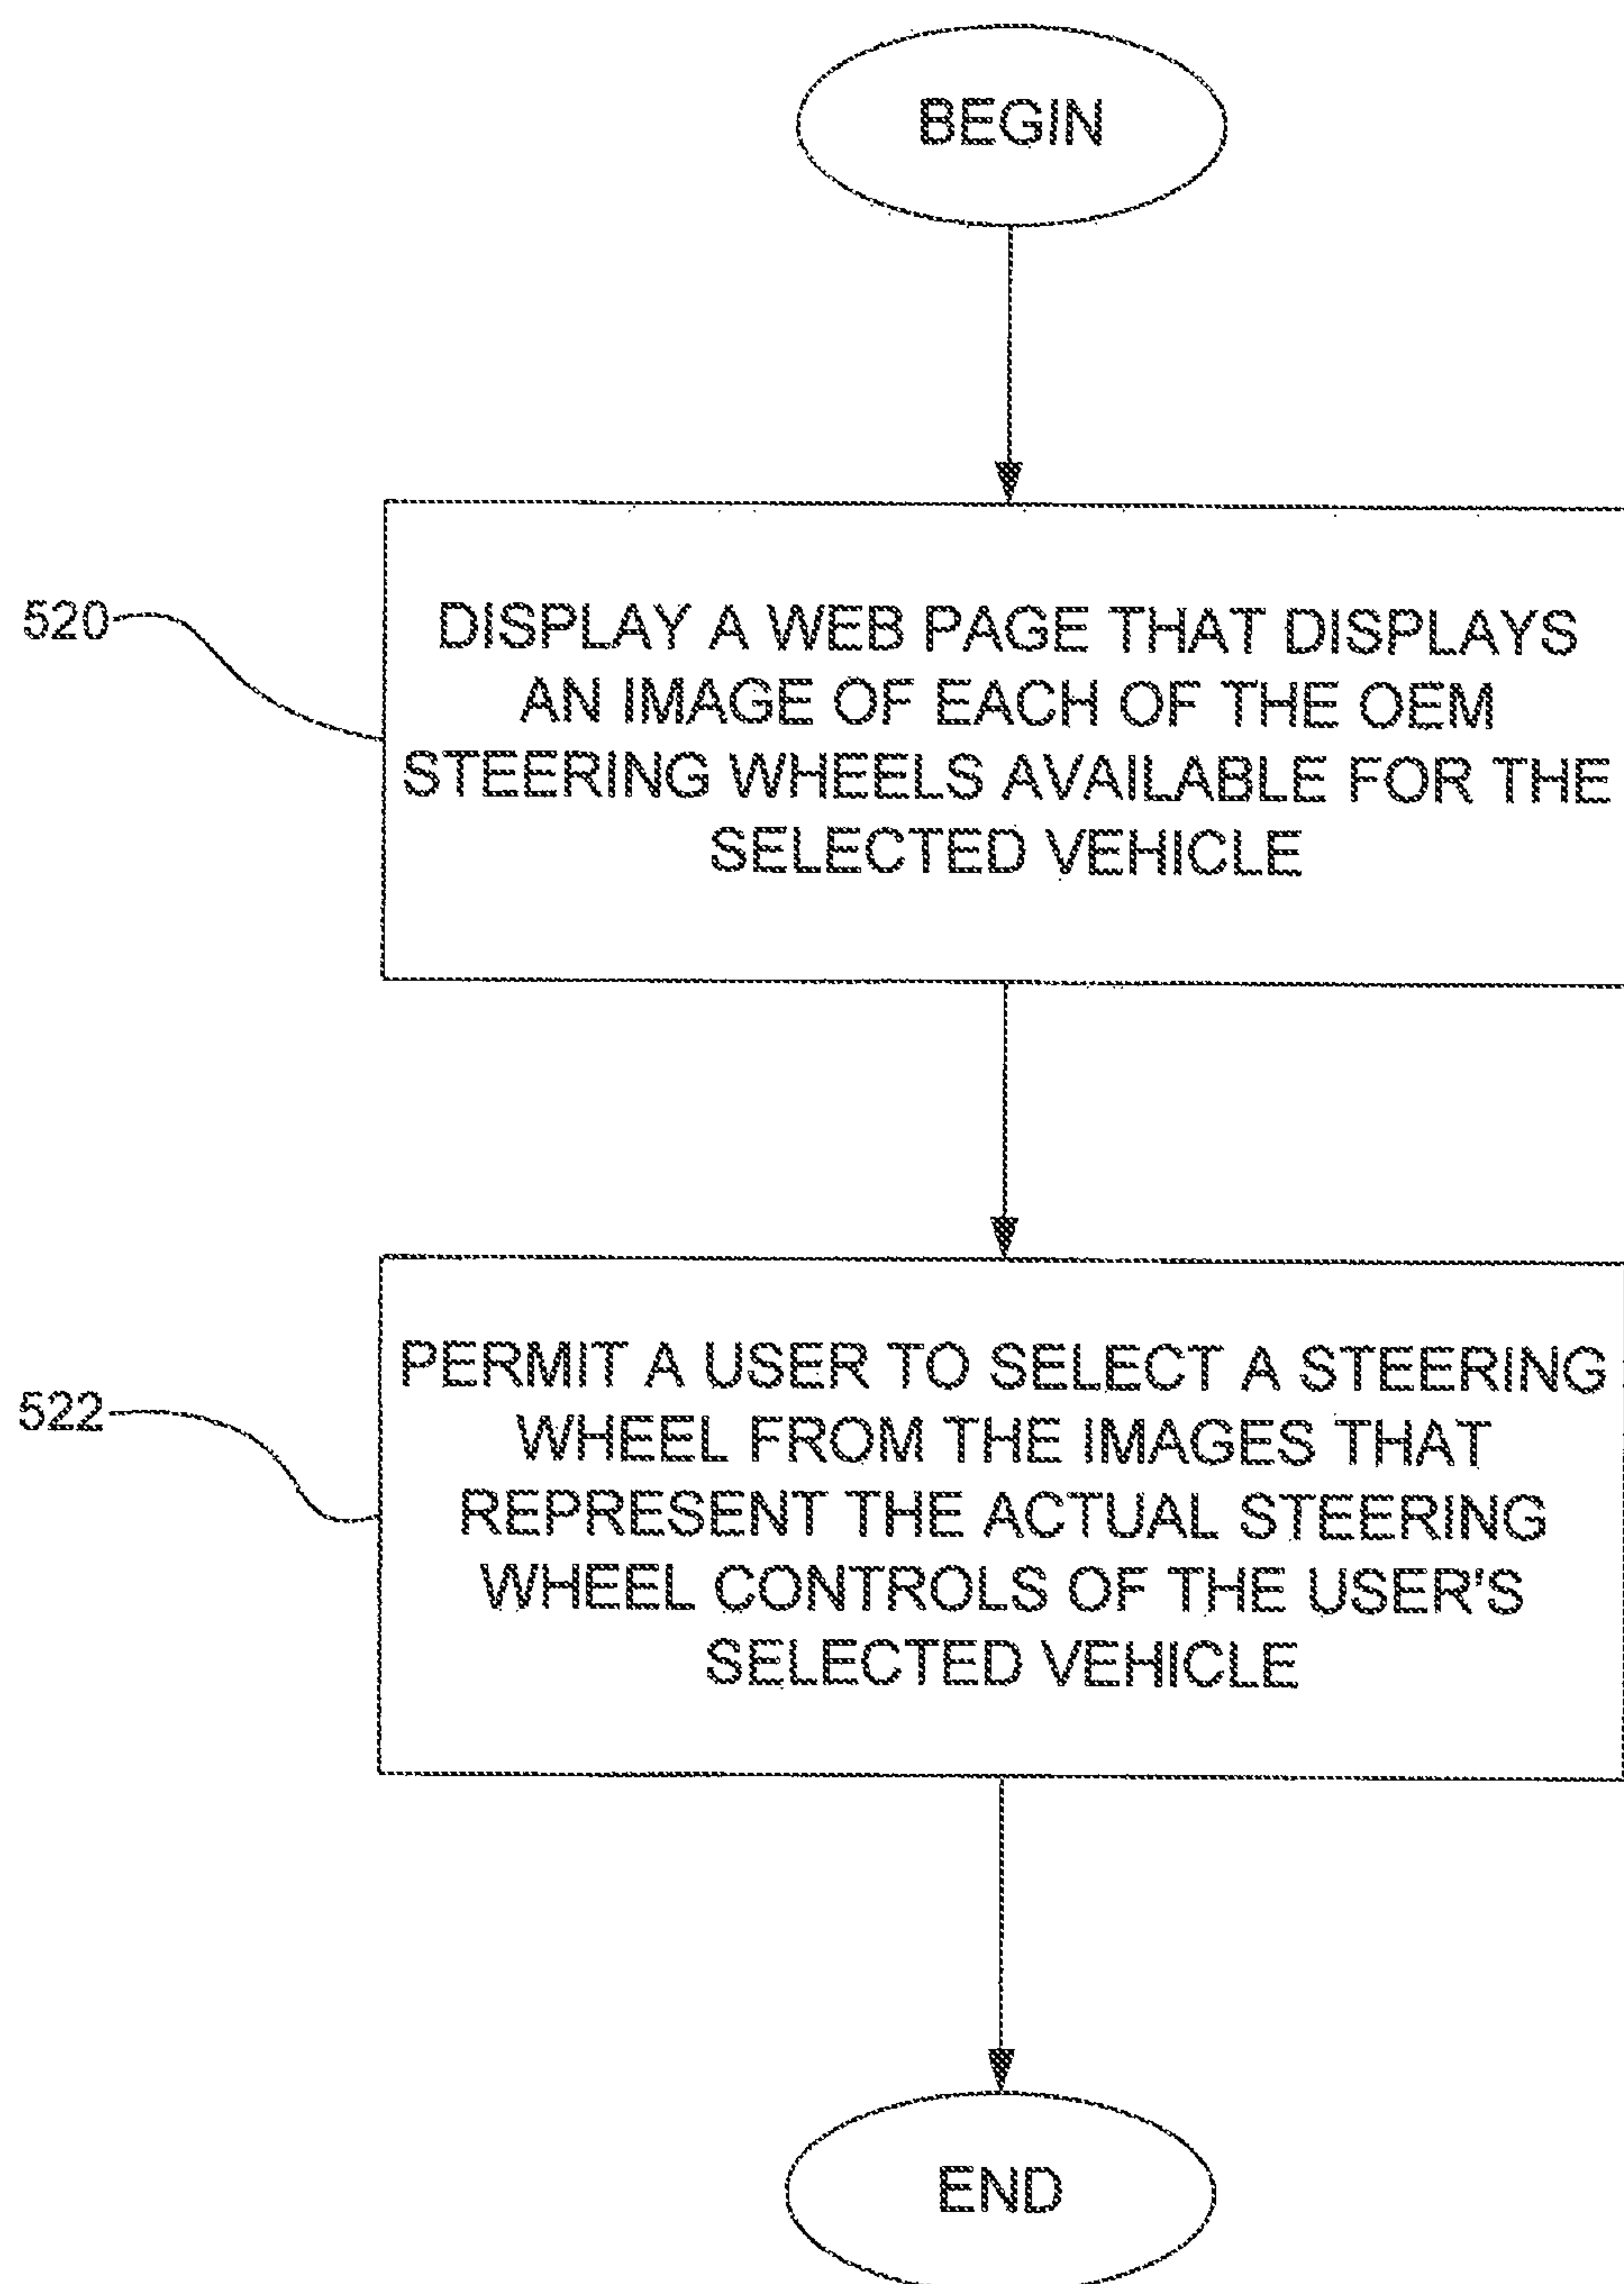 BEGIN
520
DISPLAY A WEB PAGE THAT DISPLAYS
AN IMAGE OF EACH OF THE OEM
STEERING WHEELS AVAILABLE FOR THE
SELECTED VEHICLE
522
PERMIT A USER TO SELECT A STEERING
WHEEL FROM THE IMAGES THAT
REPRESENT THE ACTUAL STEERING
WHEEL CONTROLS OF THE USER'S
SELECTED VEHICLE
END